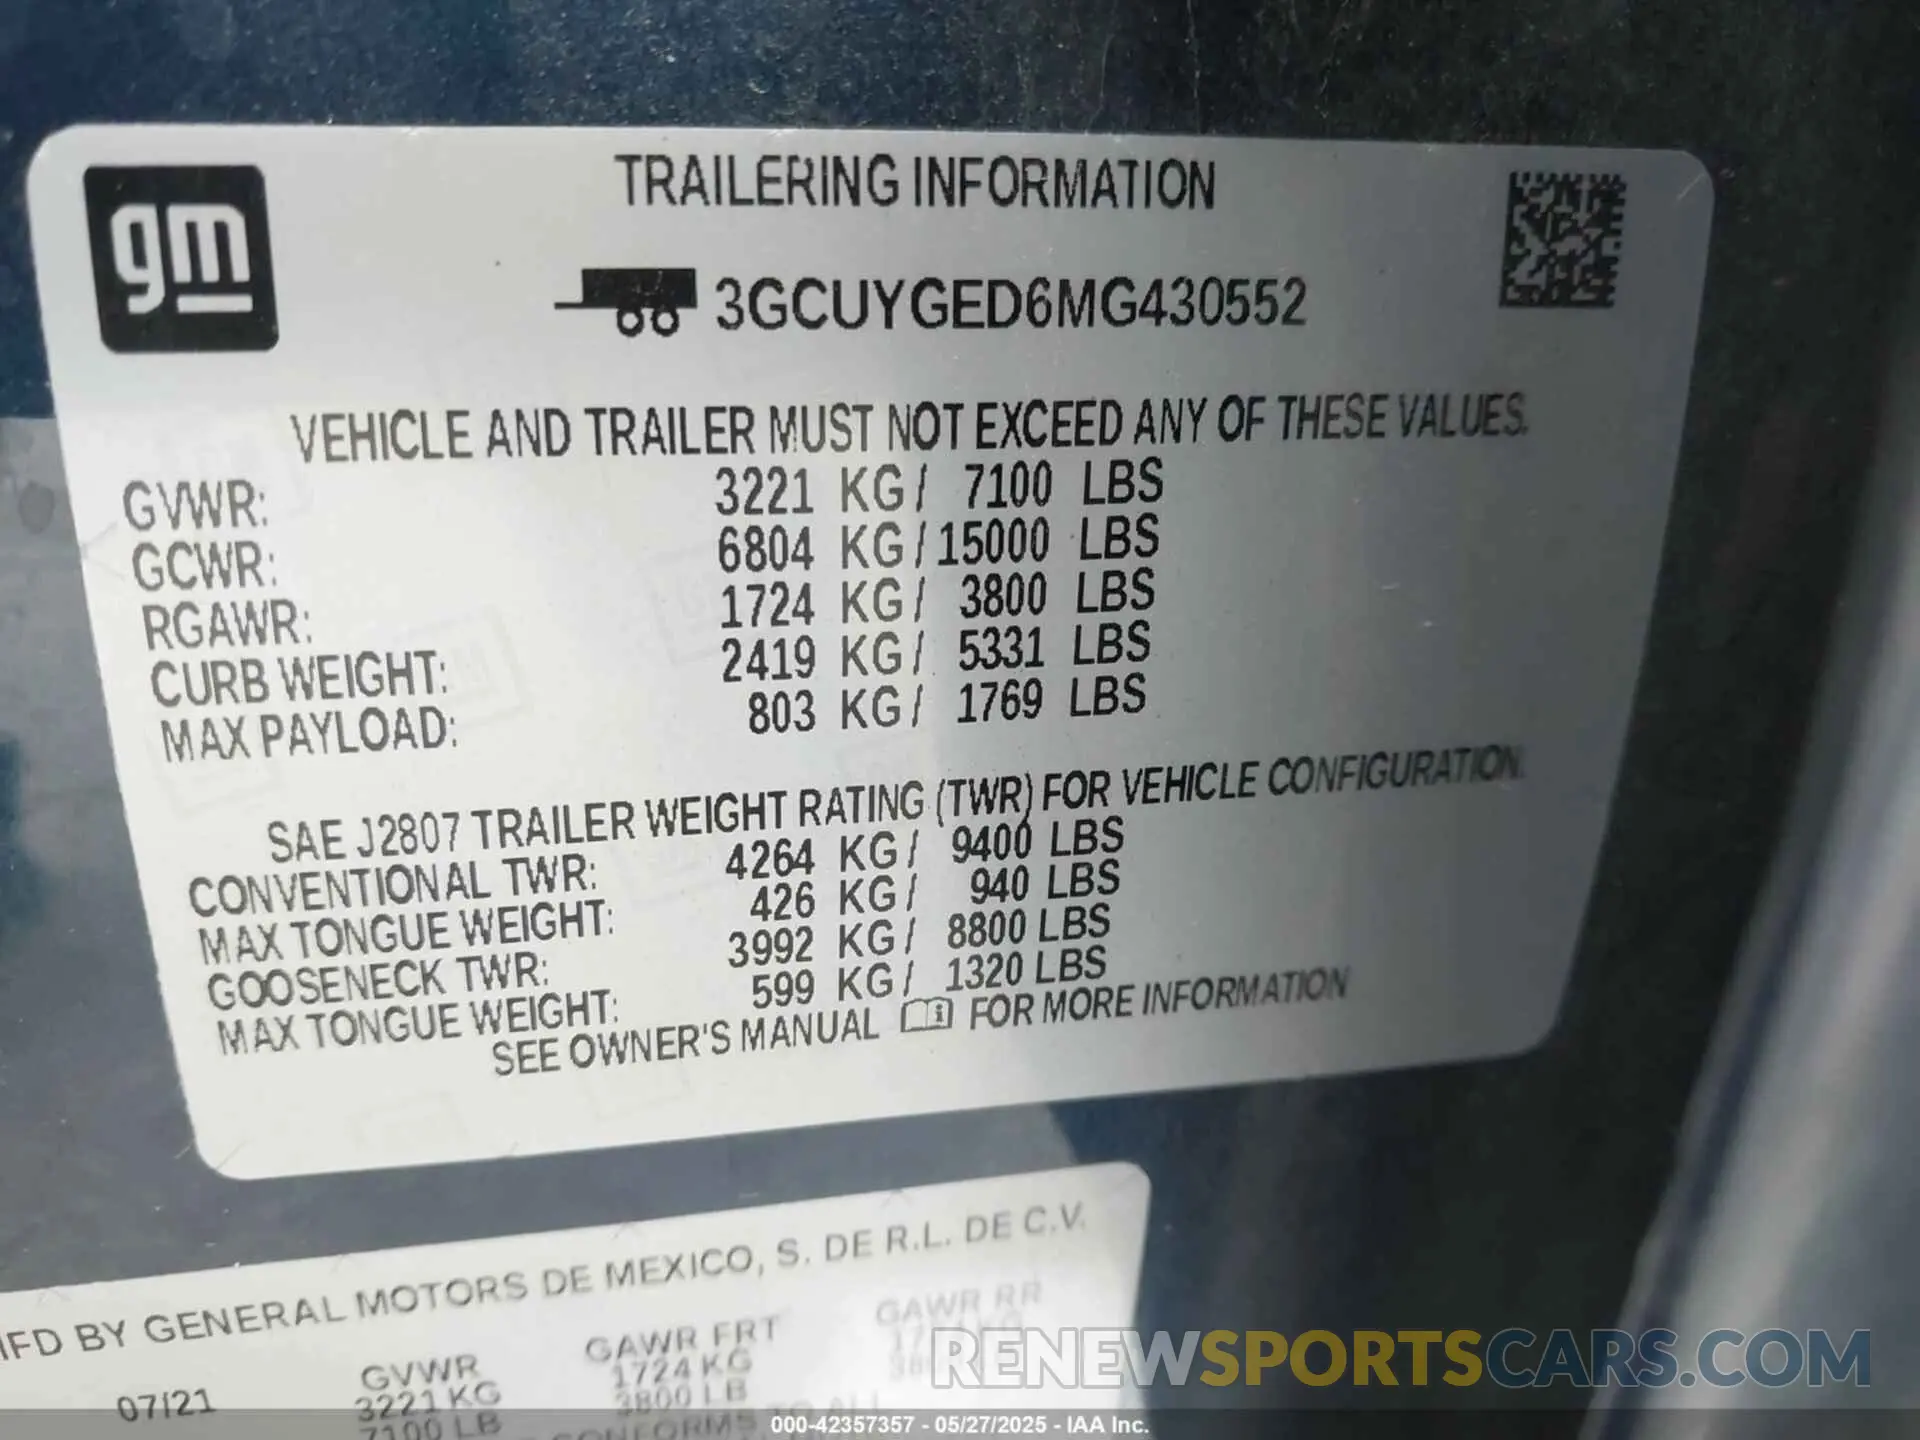 gm
TRAILERING INFORMATION
3GCUYGED6MG430552
VEHICLE AND TRAILER MUST NOT EXCEED ANY OF THESE VALUES.
GVWR: 3221 KG / 7100 LBS
GCWR: 6804 KG / 15000 LBS
RGAWR: 1724 KG / 3800 LBS
CURB WEIGHT: 2419 KG / 5331 LBS
MAX PAYLOAD: 803 KG / 1769 LBS
SAE J2807 TRAILER WEIGHT RATING (TWR) FOR VEHICLE CONFIGURATION.
CONVENTIONAL TWR: 4264 KG / 9400 LBS
MAX TONGUE WEIGHT: 426 KG / 940 LBS
GOOSENECK TWR: 3992 KG / 8800 LBS
MAX TONGUE WEIGHT: 599 KG / 1320 LBS
SEE OWNER'S MANUAL FOR MORE INFORMATION
MFD BY GENERAL MOTORS DE MEXICO, S. DE R.L. DE C.V.
07/21 GVWR GAWR FRT GAWR RR
3221 KG 1724 KG
7100 LB 3800 LB
CONFORMS TO ALL
RENEWSPORTSCARS.COM
000-42357357 - 05/27/2025 - IAA Inc.